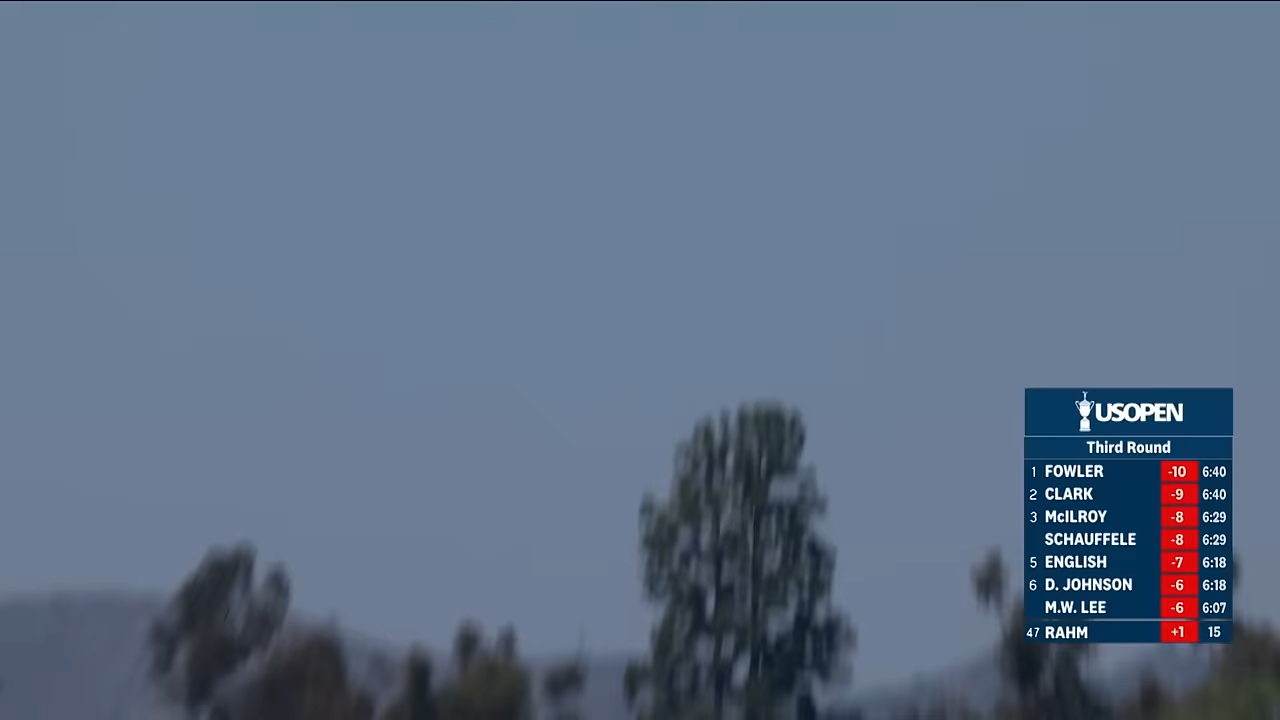 USOPEN
Third Round
1 FOWLER -10 6:40
2 CLARK -9 6:40
3 McILROY -8 6:29
SCHAUFFELE -8 6:29
5 ENGLISH -7 6:18
6 D. JOHNSON -6 6:18
M.W. LEE -6 6:07
47 RAHM +1 15